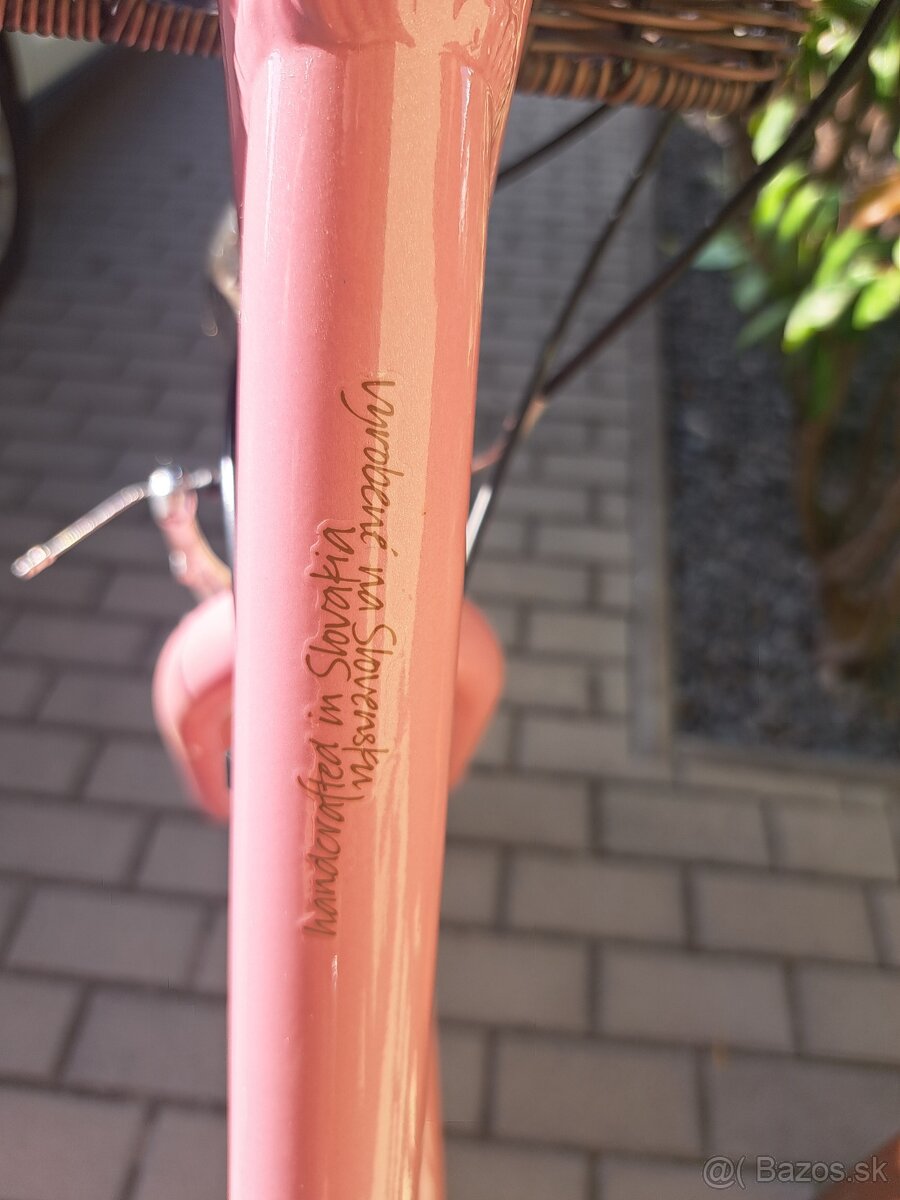 vyrobené na Slovensku
handcrafted in Slovakia
@( Bazos.sk